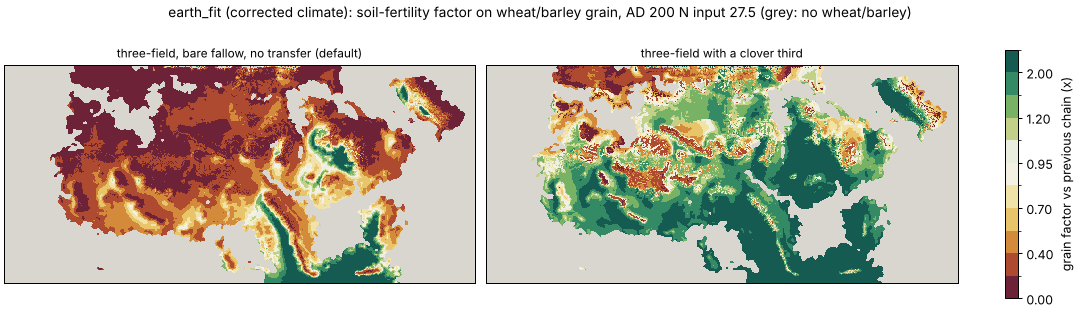 earth_fit (corrected climate): soil-fertility factor on wheat/barley grain, AD 200 N input 27.5 (grey: no wheat/barley)
three-field, bare fallow, no transfer (default)
three-field with a clover third
2.00
1.20
0.95
0.70
0.40
0.00
grain factor vs previous chain (x)